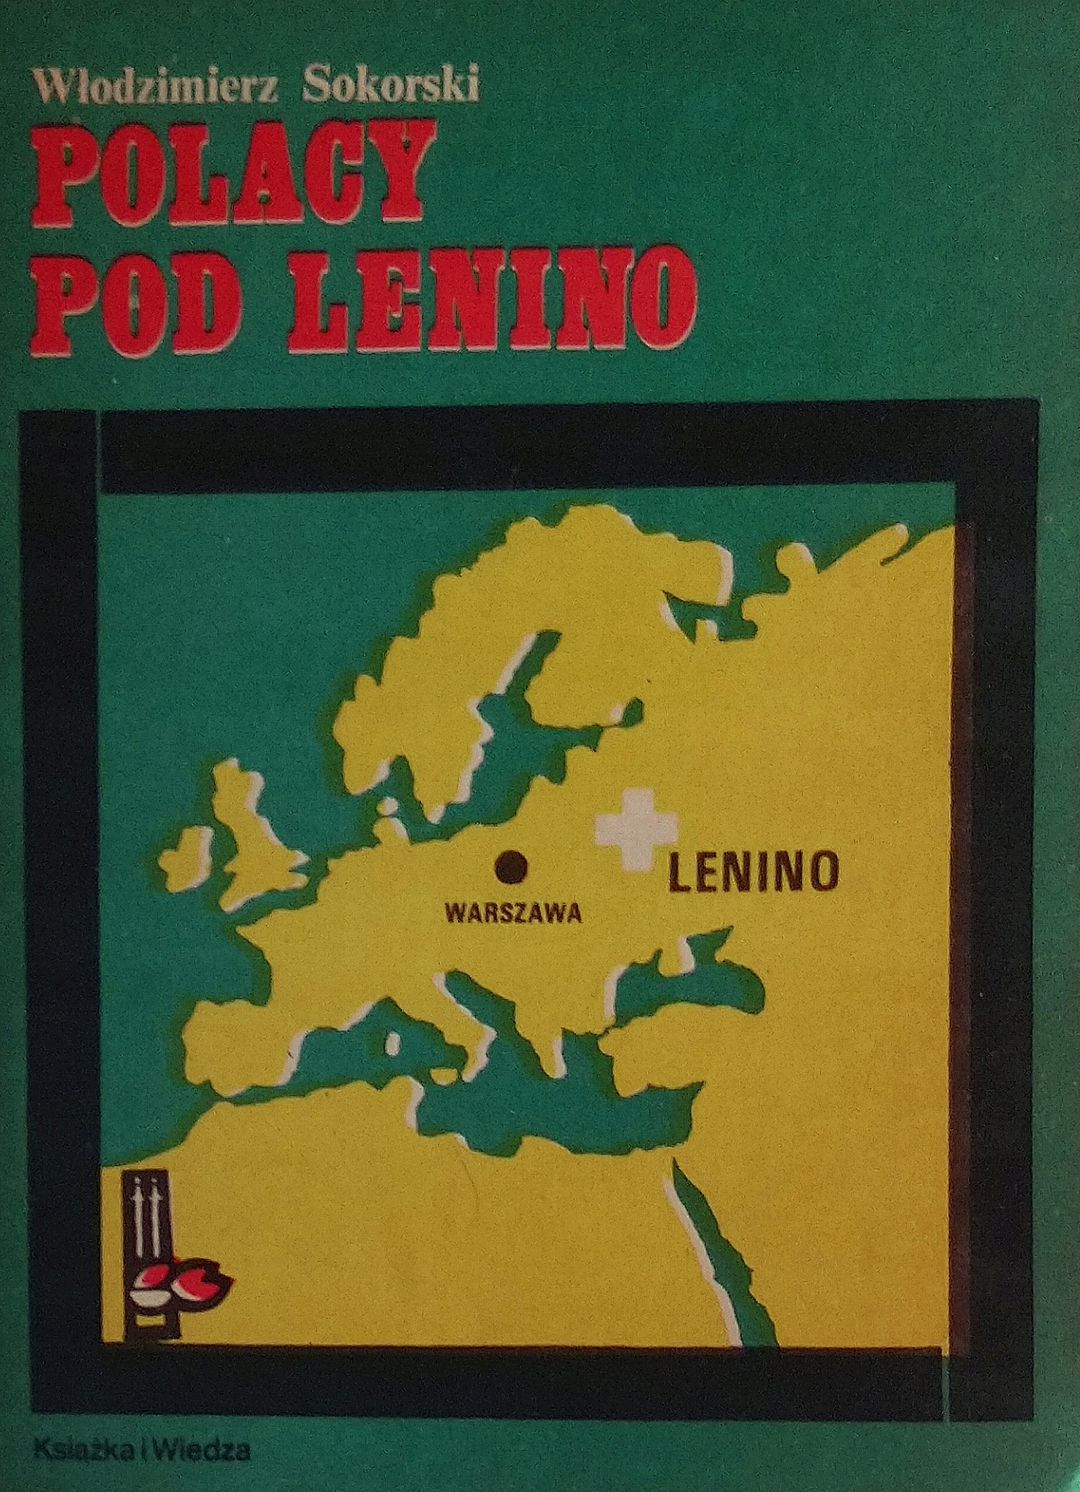 Włodzimierz Sokorski
POLACY
POD LENINO
LENINO
WARSZAWA
Książka i Wiedza